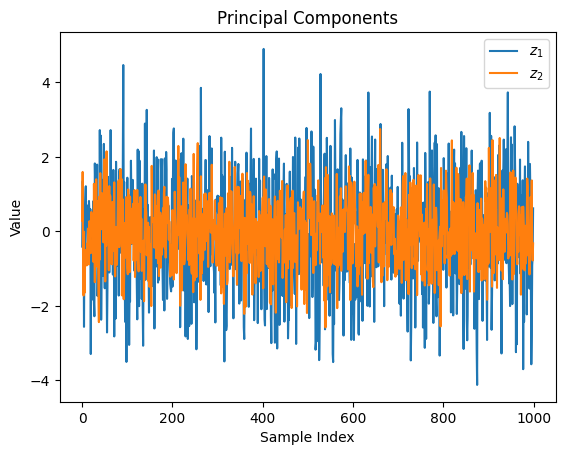 Principal Components
z₁
z₂
4
2
0
−2
−4
Value
0 200 400 600 800 1000
Sample Index